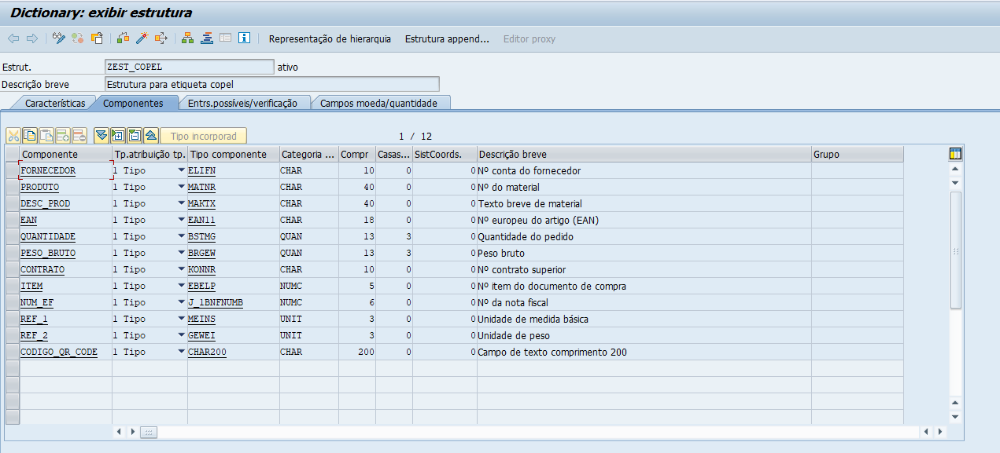 Dictionary: exibir estrutura
Representação de hierarquia Estrutura append... Editor proxy
Estrut. ZEST_COPEL ativo
Descrição breve Estrutura para etiqueta copel
Características Componentes Entrs.possíveis/verificação Campos moeda/quantidade
Tipo incorporad 1 / 12
Componente Tp.atribuição tp. Tipo componente Categoria ... Compr Casas... SistCoords. Descrição breve Grupo
FORNECEDOR 1 Tipo ELIFN CHAR 10 0 0 Nº conta do fornecedor
PRODUTO 1 Tipo MATNR CHAR 40 0 0 Nº do material
DESC_PROD 1 Tipo MAKTX CHAR 40 0 0 Texto breve de material
EAN 1 Tipo EAN11 CHAR 18 0 0 Nº europeu do artigo (EAN)
QUANTIDADE 1 Tipo BSTMG QUAN 13 3 0 Quantidade do pedido
PESO_BRUTO 1 Tipo BRGEW QUAN 13 3 0 Peso bruto
CONTRATO 1 Tipo KONNR CHAR 10 0 0 Nº contrato superior
ITEM 1 Tipo EBELP NUMC 5 0 0 Nº item do documento de compra
NUM_EF 1 Tipo J_1BNFNUMB NUMC 6 0 0 Nº da nota fiscal
REF_1 1 Tipo MEINS UNIT 3 0 0 Unidade de medida básica
REF_2 1 Tipo GEWEI UNIT 3 0 0 Unidade de peso
CODIGO_QR_CODE 1 Tipo CHAR200 CHAR 200 0 0 Campo de texto comprimento 200